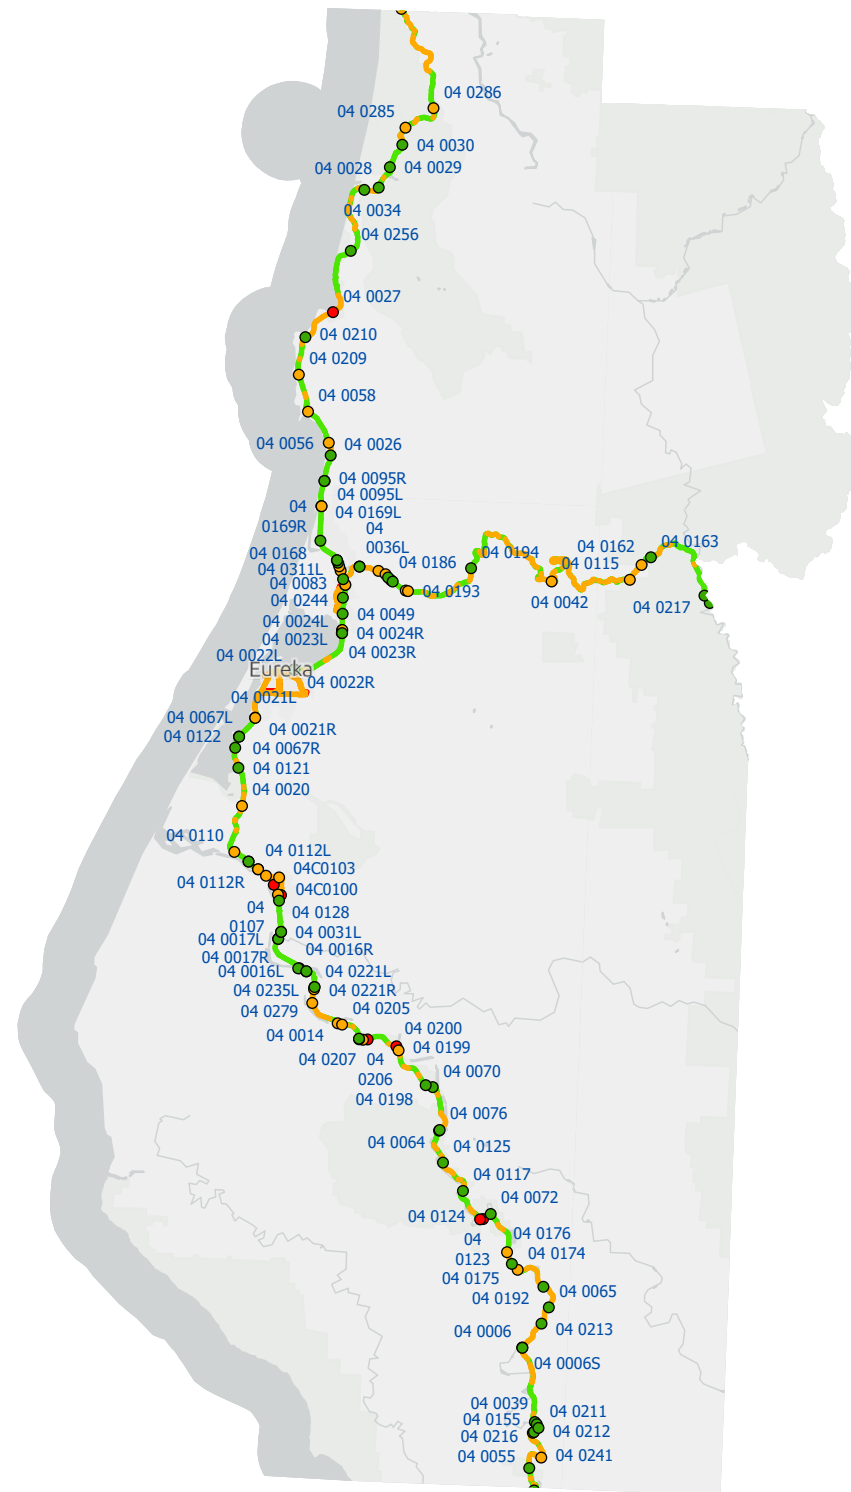 04 0286
04 0285
04 0030
04 0028
04 0029
04 0034
04 0256
04 0027
04 0210
04 0209
04 0058
04 0056
04 0026
04 0095R
04 0095L
04
0169R
04 0169L
04
0036L
04 0168
04 0311L
04 0083
04 0244
04 0186
04 0193
04 0194
04 0162
04 0115
04 0163
04 0042
04 0217
04 0049
04 0024L
04 0024R
04 0023L
04 0023R
04 0022L
Eureka
04 0022R
04 0021L
04 0067L
04 0021R
04 0122
04 0067R
04 0121
04 0020
04 0110
04 0112L
04C0103
04 0112R
04C0100
04
0107
04 0128
04 0031L
04 0017L
04 0016R
04 0017R
04 0016L
04 0221L
04 0235L
04 0221R
04 0279
04 0205
04 0014
04 0200
04 0199
04 0207
04
0206
04 0070
04 0198
04 0076
04 0064
04 0125
04 0117
04 0072
04 0124
04
0123
04 0176
04 0174
04 0175
04 0065
04 0192
04 0006
04 0213
04 0006S
04 0039
04 0211
04 0155
04 0212
04 0216
04 0055
04 0241